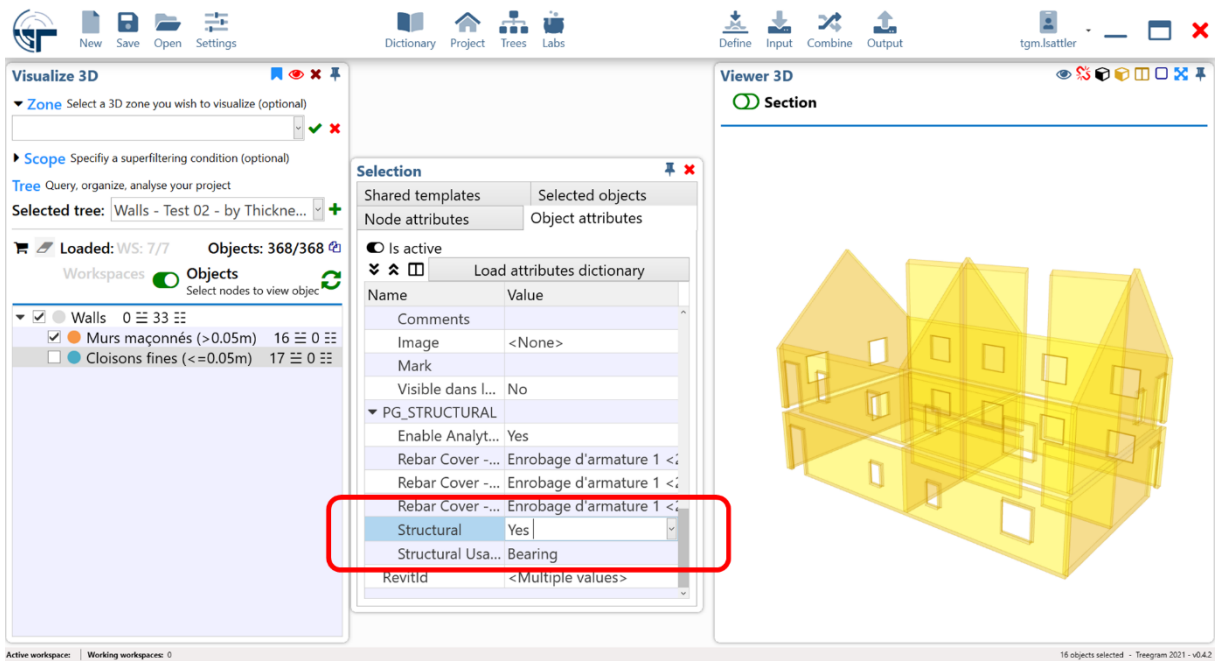 New Save Open Settings
Dictionary Project Trees Labs
Define Input Combine Output
tgm.lsattler
Visualize 3D
Zone Select a 3D zone you wish to visualize (optional)
Scope Specifiy a superfiltering condition (optional)
Tree Query, organize, analyse your project
Selected tree: Walls - Test 02 - by Thickne...
Loaded: WS: 7/7 Objects: 368/368
Workspaces Objects
Select nodes to view objec
Walls 0 33
Murs maçonnés (>0.05m) 16 0
Cloisons fines (<=0.05m) 17 0
Selection
Shared templates Selected objects
Node attributes Object attributes
Is active
Load attributes dictionary
Name Value
Comments
Image <None>
Mark
Visible dans l... No
PG_STRUCTURAL
Enable Analyt... Yes
Rebar Cover -... Enrobage d'armature 1 <2
Rebar Cover -... Enrobage d'armature 1 <2
Rebar Cover -... Enrobage d'armature 1 <2
Structural Yes
Structural Usa... Bearing
RevitId <Multiple values>
Viewer 3D
Section
Active workspace: Working workspaces: 0
16 objects selected - Treegram 2021 - v0.4.2